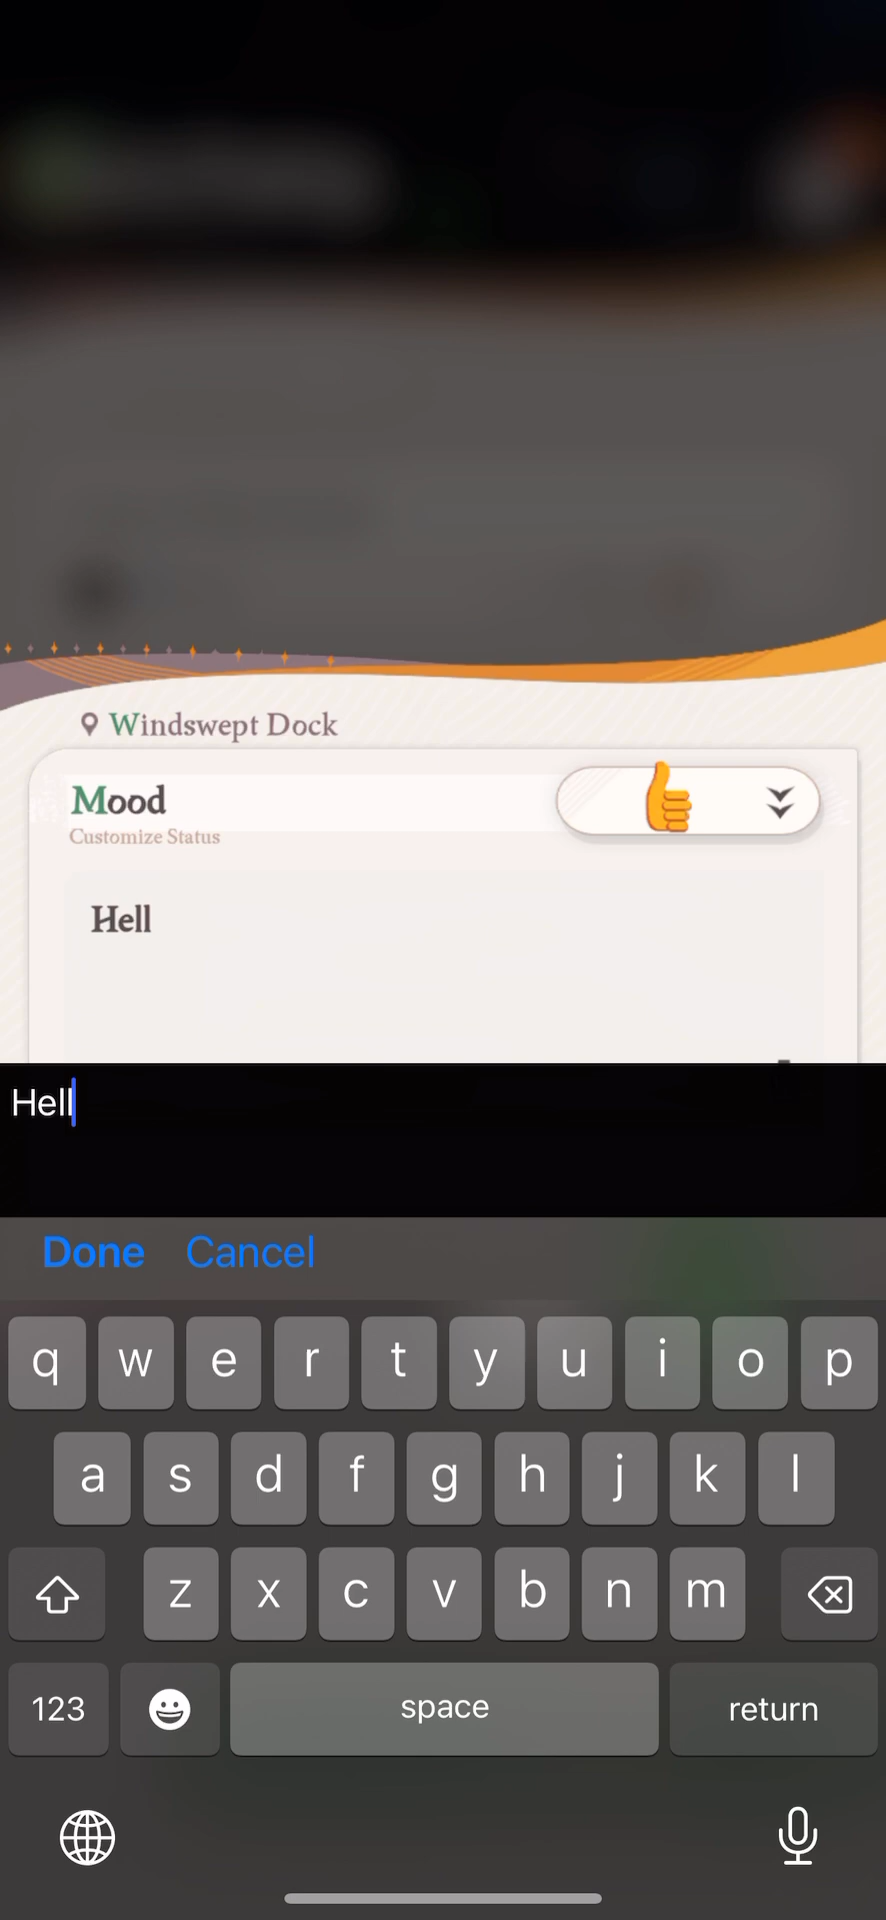 Windswept Dock
Mood
Customize Status
Hell
Hell
Done Cancel
q w e r t y u i o p
a s d f g h j k l
z x c v b n m
123 space return